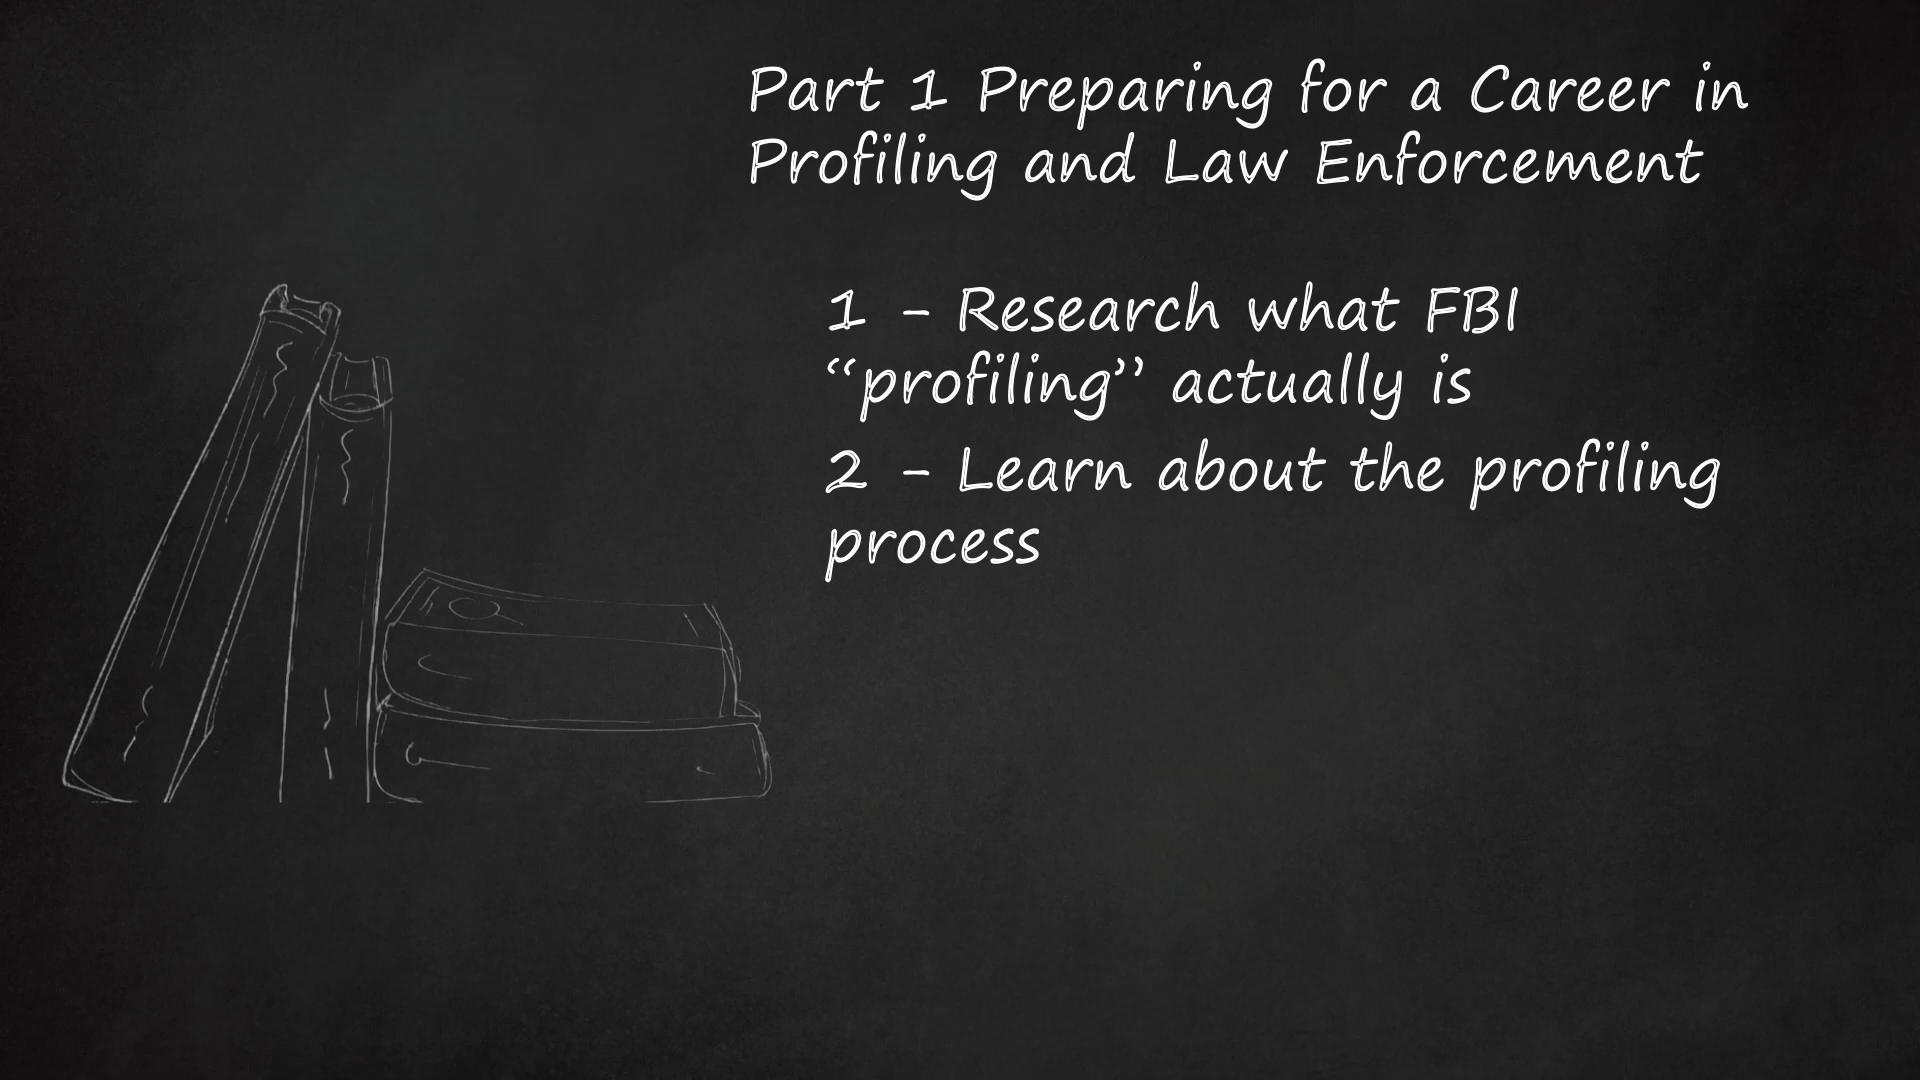 Part 1 Preparing for a Career in
Profiling and Law Enforcement
1 - Research what FBI
“profiling” actually is
2 - Learn about the profiling
process